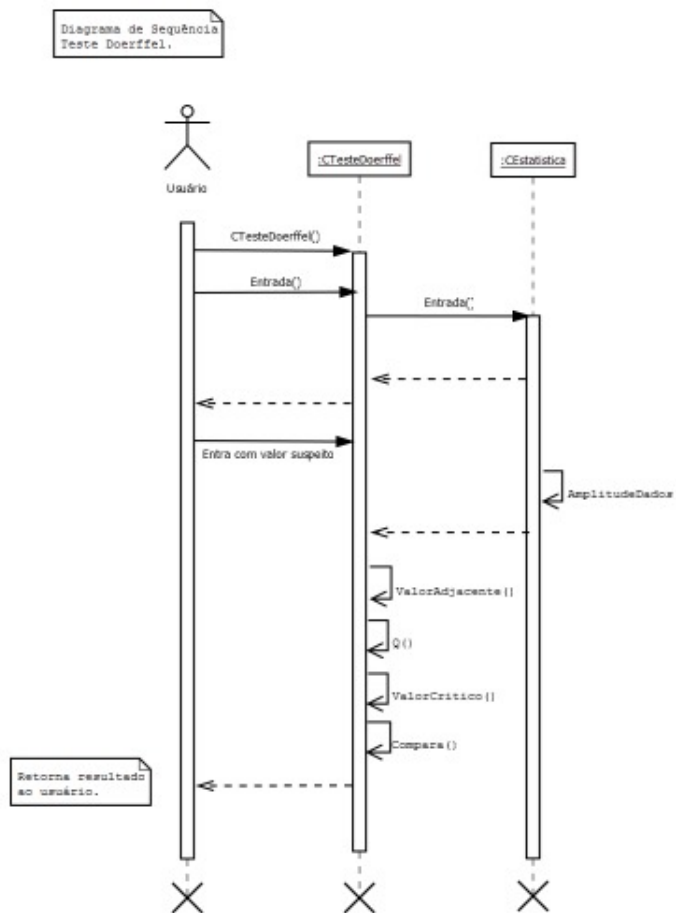 Diagrama de Sequência
Teste Doerffel.
Usuário
:CTesteDoerffel
:CEstatistica
CTesteDoerffel()
Entrada()
Entrada()
Entra com valor suspeito
AmplitudeDados
ValorAdjacente()
Q()
ValorCritico()
Compara()
Retorna resultado
ao usuário.